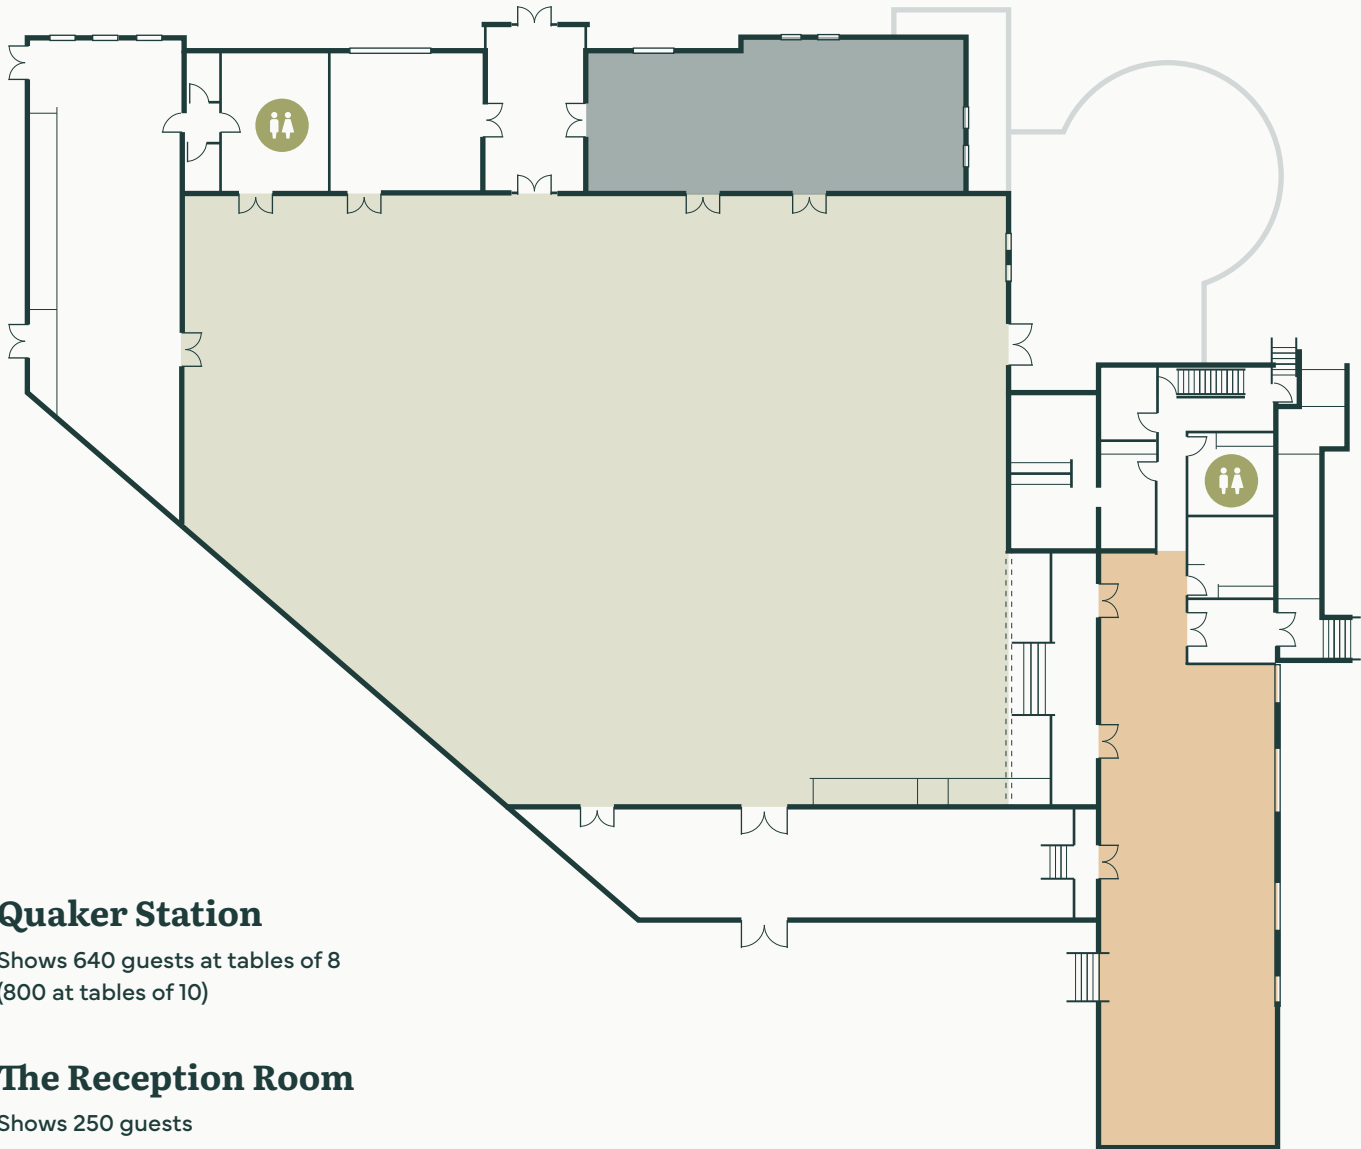 Quaker Station
Shows 640 guests at tables of 8
(800 at tables of 10)
The Reception Room
Shows 250 guests